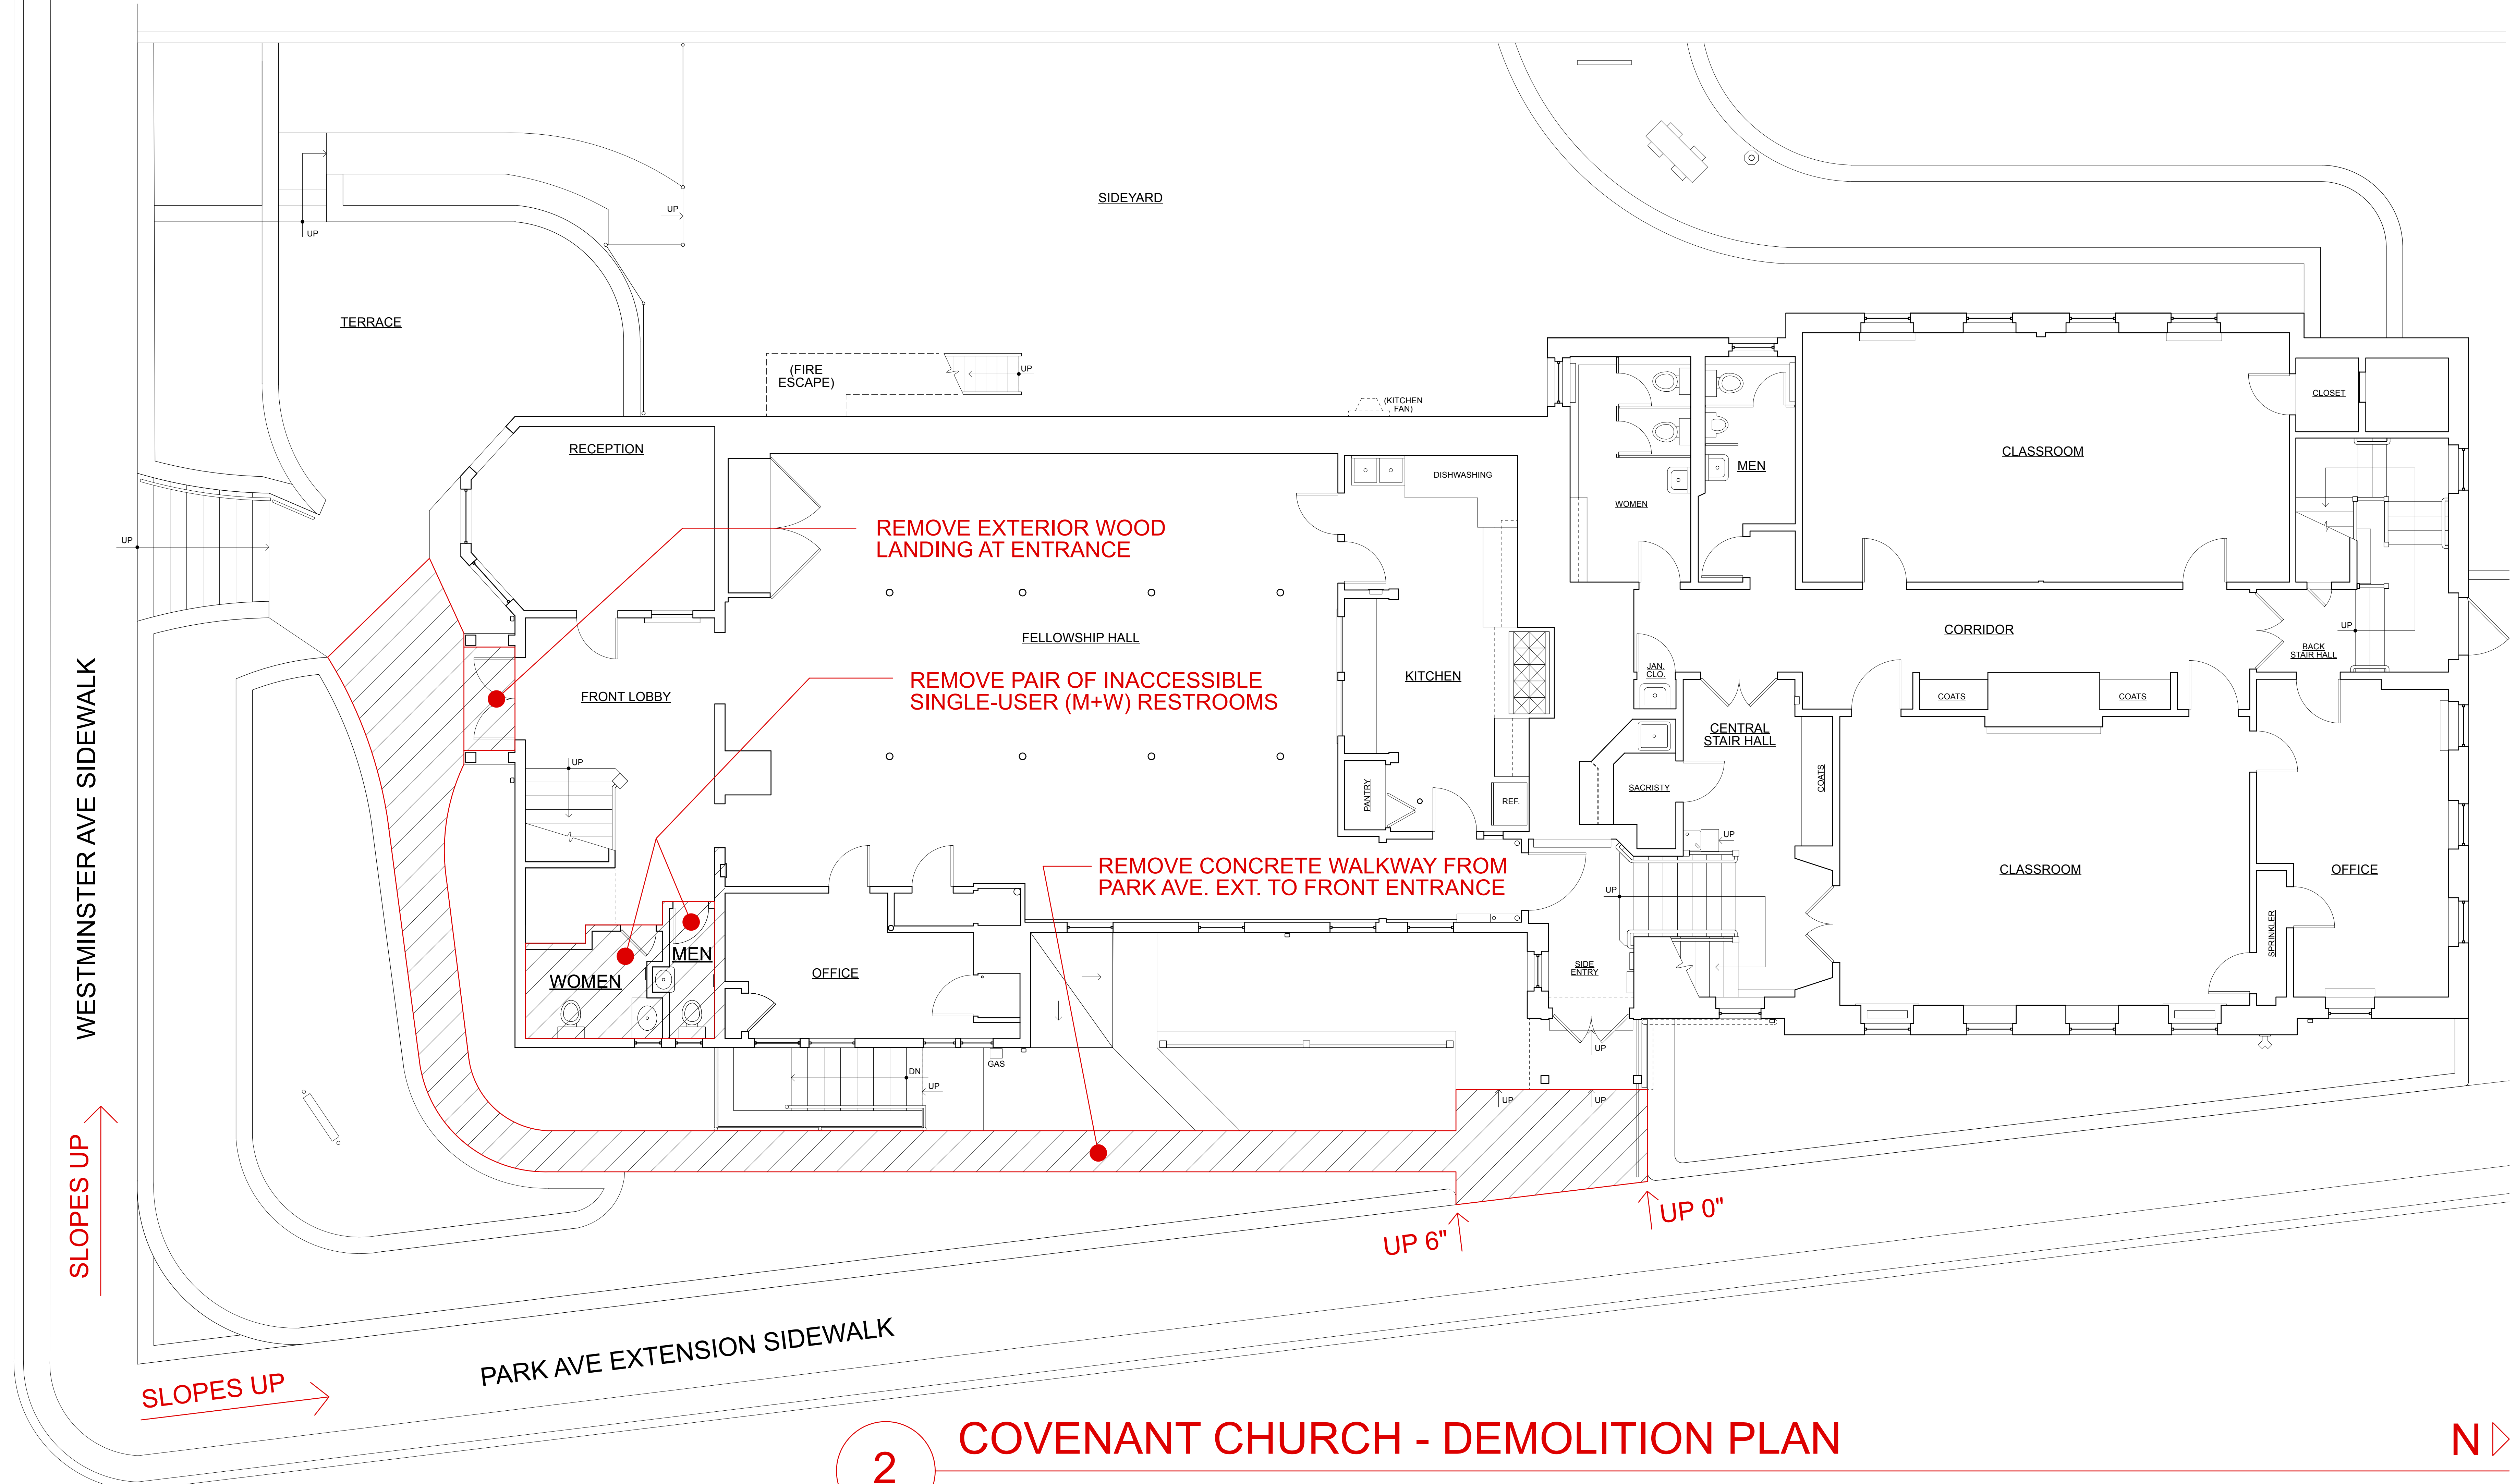 SIDEYARD
UP
UP
TERRACE
(FIRE
ESCAPE)
UP
(KITCHEN
FAN)
CLOSET
RECEPTION
DISHWASHING
MEN
CLASSROOM
WOMEN
REMOVE EXTERIOR WOOD
LANDING AT ENTRANCE
UP
FELLOWSHIP HALL
CORRIDOR
UP
BACK
STAIR HALL
REMOVE PAIR OF INACCESSIBLE
SINGLE-USER (M+W) RESTROOMS
KITCHEN
JAN.
CLO.
FRONT LOBBY
COATS
COATS
CENTRAL
STAIR HALL
WESTMINSTER AVE SIDEWALK
UP
PANTRY
REF.
SACRISTY
COATS
UP
REMOVE CONCRETE WALKWAY FROM
PARK AVE. EXT. TO FRONT ENTRANCE
UP
CLASSROOM
OFFICE
SPRINKLER
MEN
WOMEN
OFFICE
SIDE
ENTRY
GAS
DN
UP
UP
UP
UP
SLOPES UP
UP 6"
UP 0"
PARK AVE EXTENSION SIDEWALK
SLOPES UP
2
COVENANT CHURCH - DEMOLITION PLAN
N